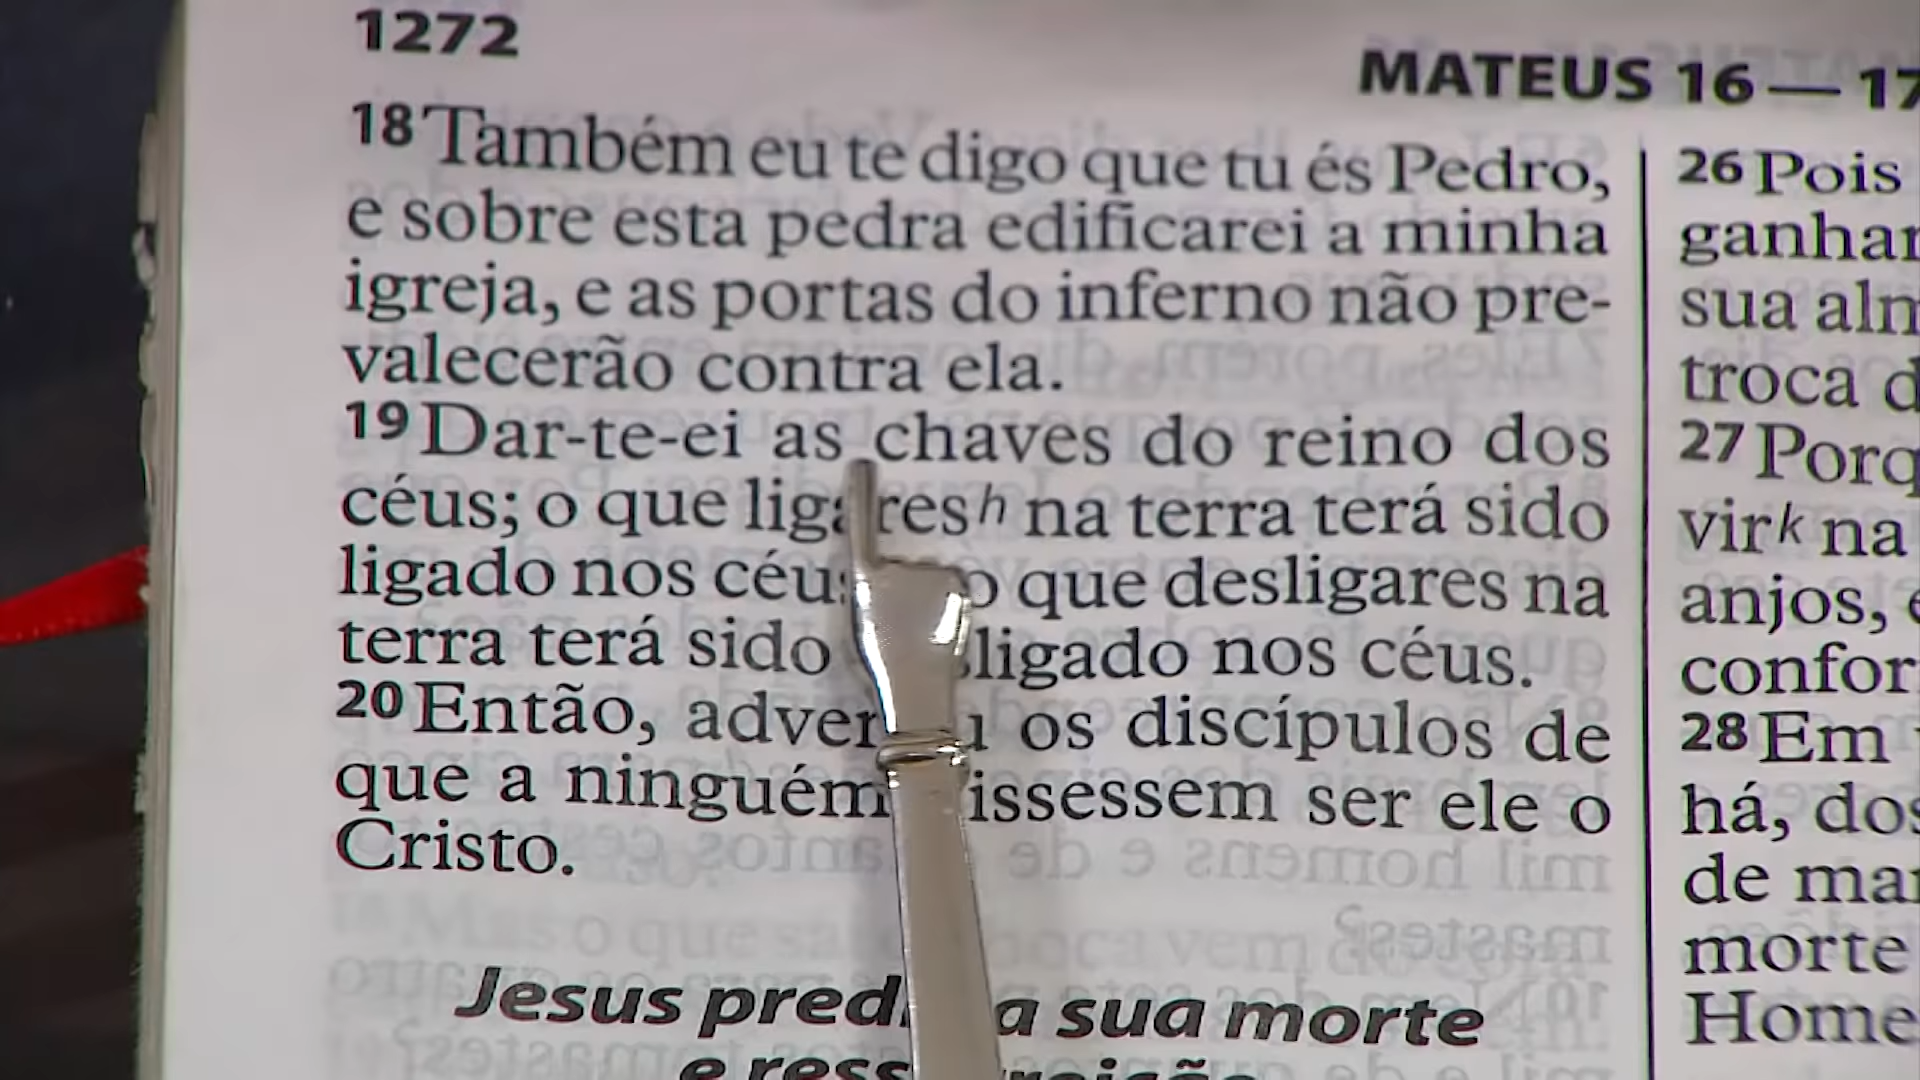 1272
MATEUS 16 — 17
18 Também eu te digo que tu és Pedro,
e sobre esta pedra edificarei a minha
igreja, e as portas do inferno não pre-
valecerão contra ela.
19 Dar-te-ei as chaves do reino dos
céus; o que ligares h na terra terá sido
ligado nos céus o que desligares na
terra terá sido ligado nos céus.
20 Então, os discípulos de
que a ninguém issessem ser ele o
Cristo.
Jesus a sua morte
26 Pois
ganhar
sua alm
troca d
27 Porq
vir k na
anjos, e
confor
28 Em
há, dos
de mai
morte
Home